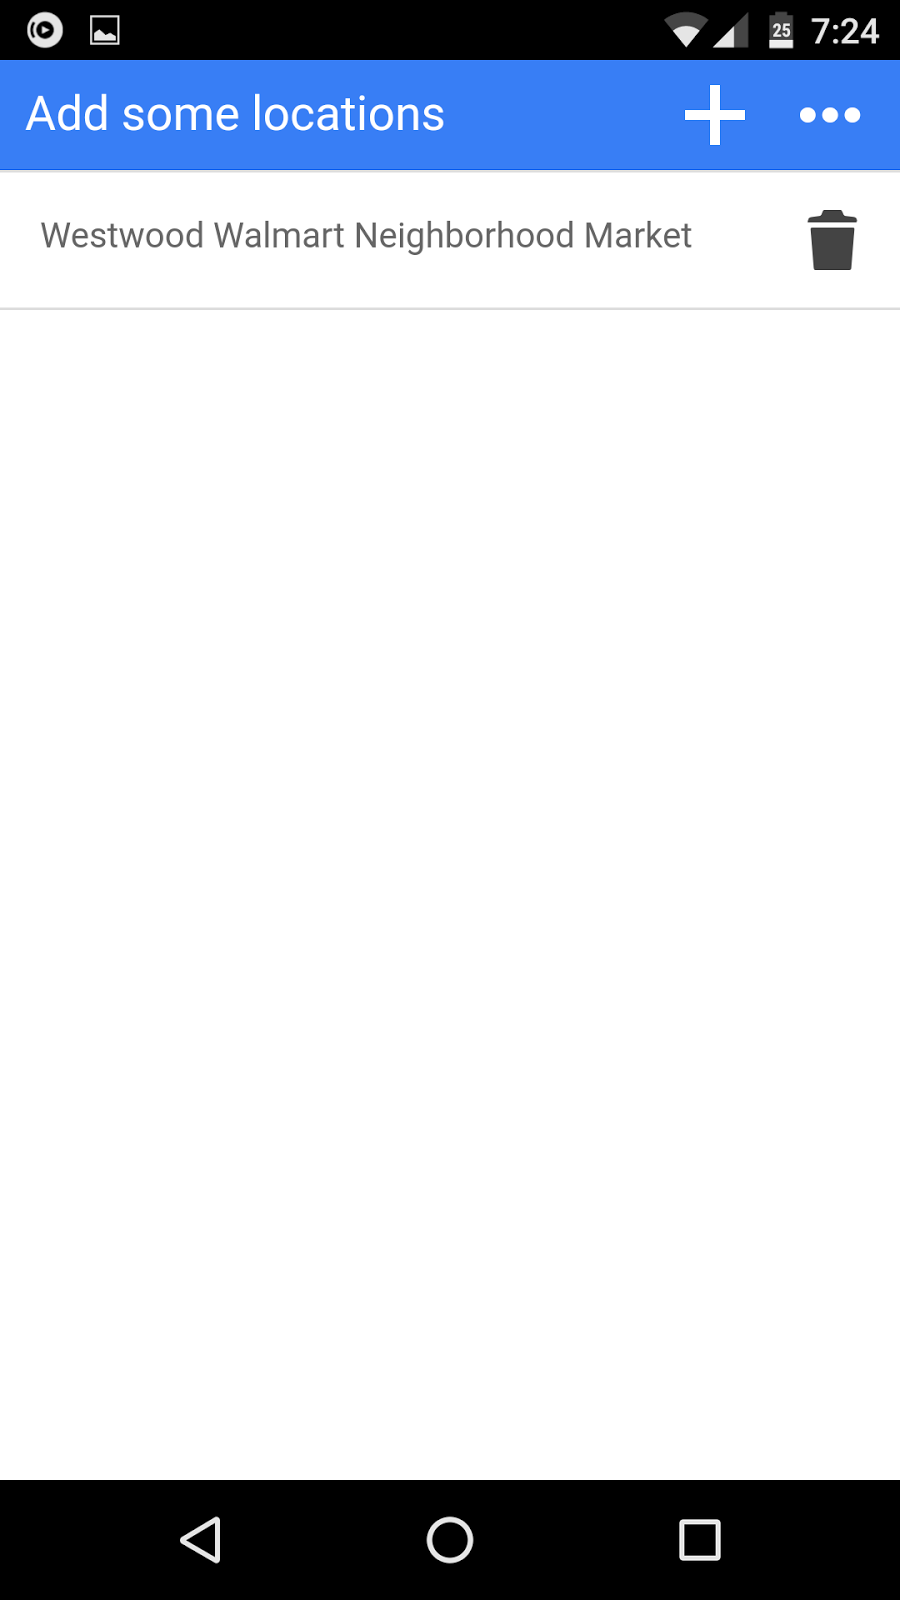 25 7:24
Add some locations
Westwood Walmart Neighborhood Market